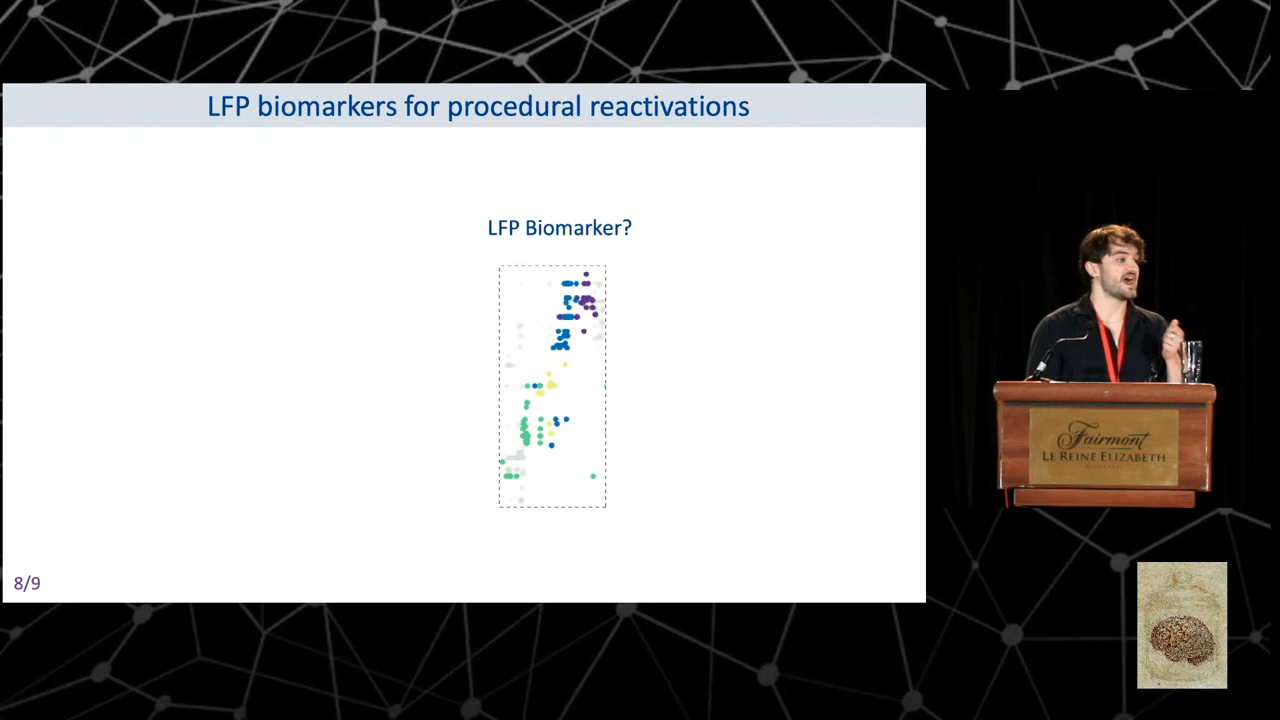 LFP biomarkers for procedural reactivations
LFP Biomarker?
8/9
Fairmont
LE REINE ELIZABETH